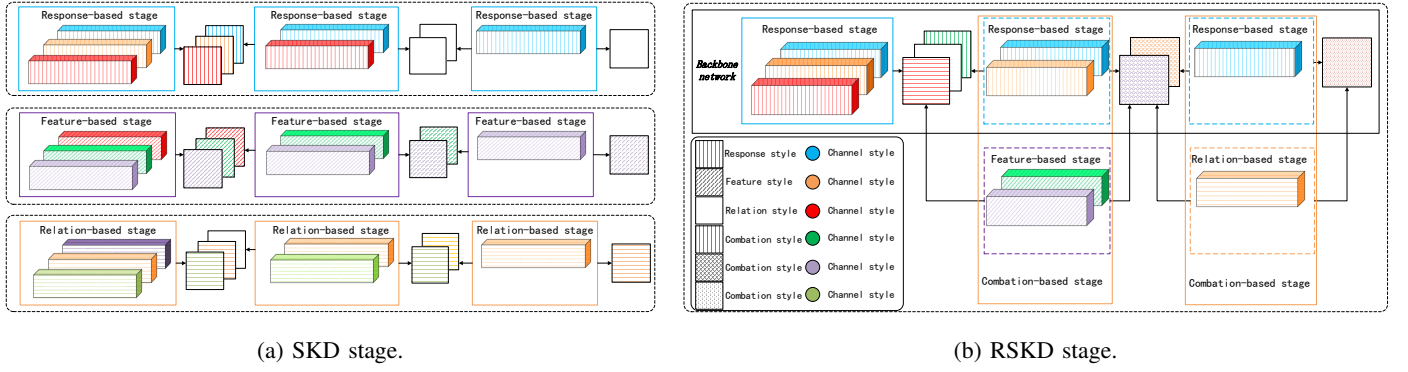 Response-based stage
Response-based stage
Response-based stage
Feature-based stage
Feature-based stage
Feature-based stage
Relation-based stage
Relation-based stage
Relation-based stage
(a) SKD stage.
Backbone
network
Response-based stage
Response-based stage
Response-based stage
Feature-based stage
Relation-based stage
Combation-based stage
Combation-based stage
Response style
Channel style
Feature style
Channel style
Relation style
Channel style
Combation style
Channel style
Combation style
Channel style
Combation style
Channel style
(b) RSKD stage.